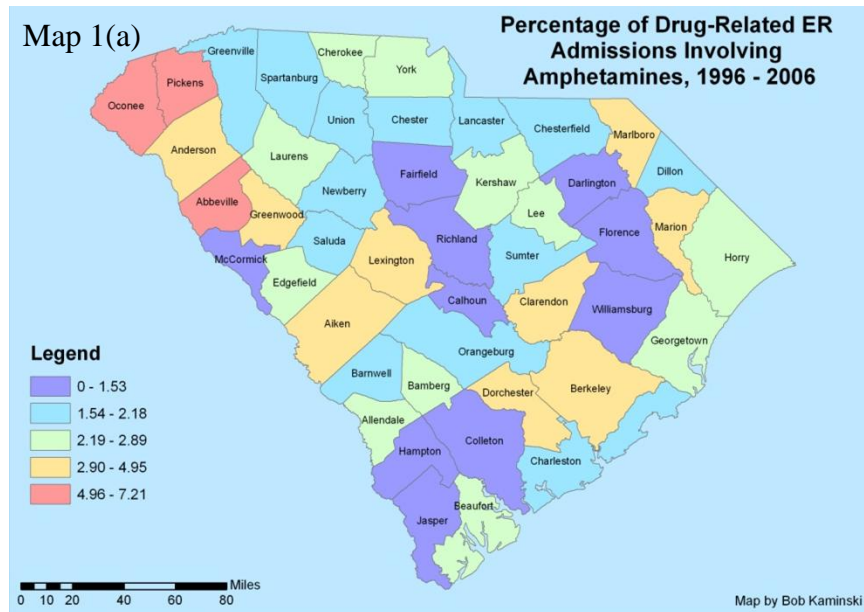 Map 1(a)
Percentage of Drug-Related ER
Admissions Involving
Amphetamines, 1996 - 2006
Cherokee
Greenville
York
Spartanburg
Pickens
Oconee
Union
Chester
Lancaster
Chesterfield
Marlboro
Anderson
Laurens
Dillon
Fairfield
Kershaw
Darlington
Newberry
Abbeville
Greenwood
Lee
Marion
Florence
Richland
Saluda
Horry
McCormick
Lexington
Sumter
Edgefield
Calhoun
Clarendon
Williamsburg
Aiken
Georgetown
Orangeburg
Barnwell
Bamberg
Berkeley
Dorchester
Allendale
Colleton
Hampton
Charleston
Beaufort
Jasper
Legend
0 - 1.53
1.54 - 2.18
2.19 - 2.89
2.90 - 4.95
4.96 - 7.21
Miles
0 5 10 15 20 40 60 80
Map by Bob Kaminski